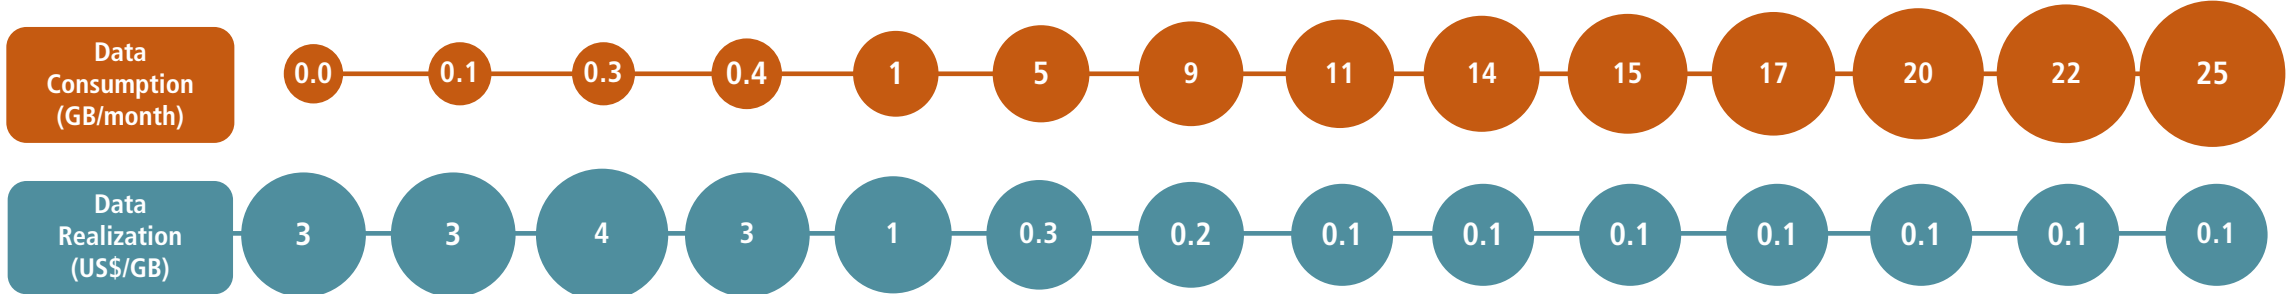 Data
Consumption
(GB/month)
0.0 0.1 0.3 0.4 1 5 9 11 14 15 17 20 22 25
Data
Realization
(US$/GB)
3 3 4 3 1 0.3 0.2 0.1 0.1 0.1 0.1 0.1 0.1 0.1